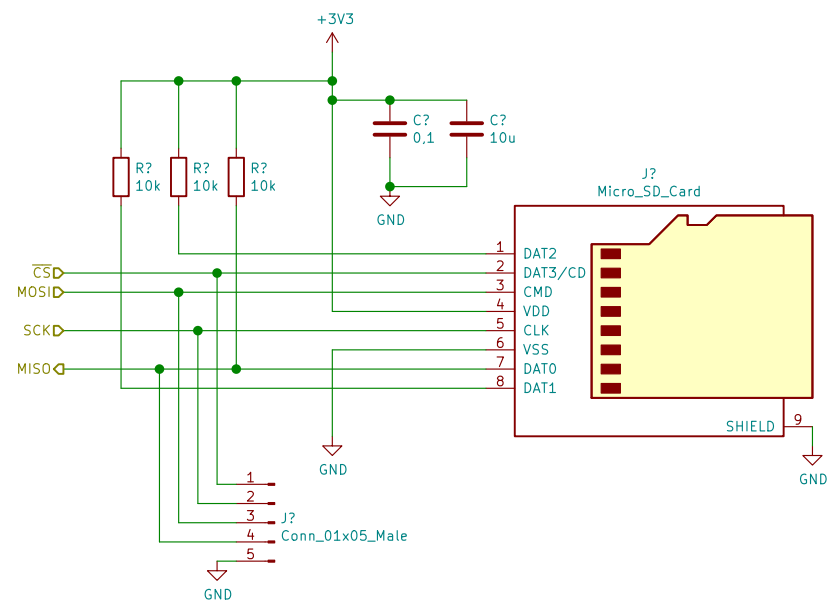 +3V3
C?
0,1
C?
10u
R?
10k
R?
10k
R?
10k
GND
J?
Micro_SD_Card
CS
MOSI
SCK
MISO
1 DAT2
2 DAT3/CD
3 CMD
4 VDD
5 CLK
6 VSS
7 DAT0
8 DAT1
SHIELD 9
GND
GND
1
2
3
4
5
J?
Conn_01x05_Male
GND